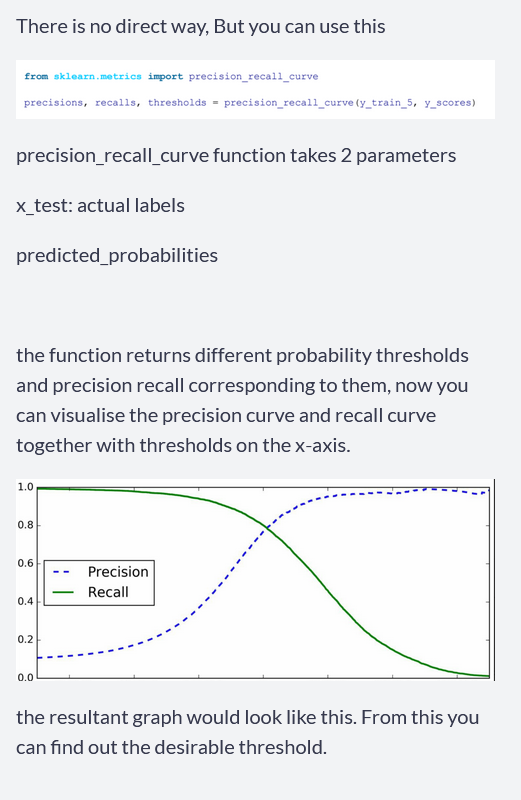 There is no direct way, But you can use this
from sklearn.metrics import precision_recall_curve
precisions, recalls, thresholds = precision_recall_curve(y_train_5, y_scores)
precision_recall_curve function takes 2 parameters
x_test: actual labels
predicted_probabilities
the function returns different probability thresholds
and precision recall corresponding to them, now you
can visualise the precision curve and recall curve
together with thresholds on the x-axis.
1.0
0.8
0.6
0.4
0.2
0.0
Precision
Recall
the resultant graph would look like this. From this you
can find out the desirable threshold.